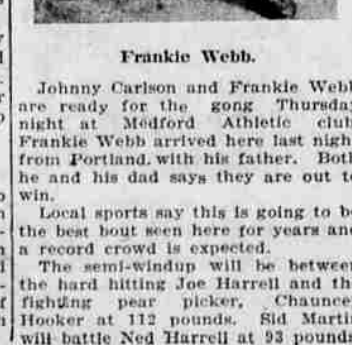 Frankie Webb.
Johnny Carlson and Frankie Webb
are ready for the gong Thursday
night at Medford Athletic club
Frankie Webb arrived here last nigh
from Portland, with his father. Both
he and his dad says they are out to
win.
Local sports say this is going to be
the best bout seen here for years and
a record crowd is expected.
The semi-windup will be between
the hard hitting Joe Harrell and th
fighting pear picker, Chaunce
Hooker at 112 pounds. Sid Marti
will battle Ned Harrell at 93 pounds